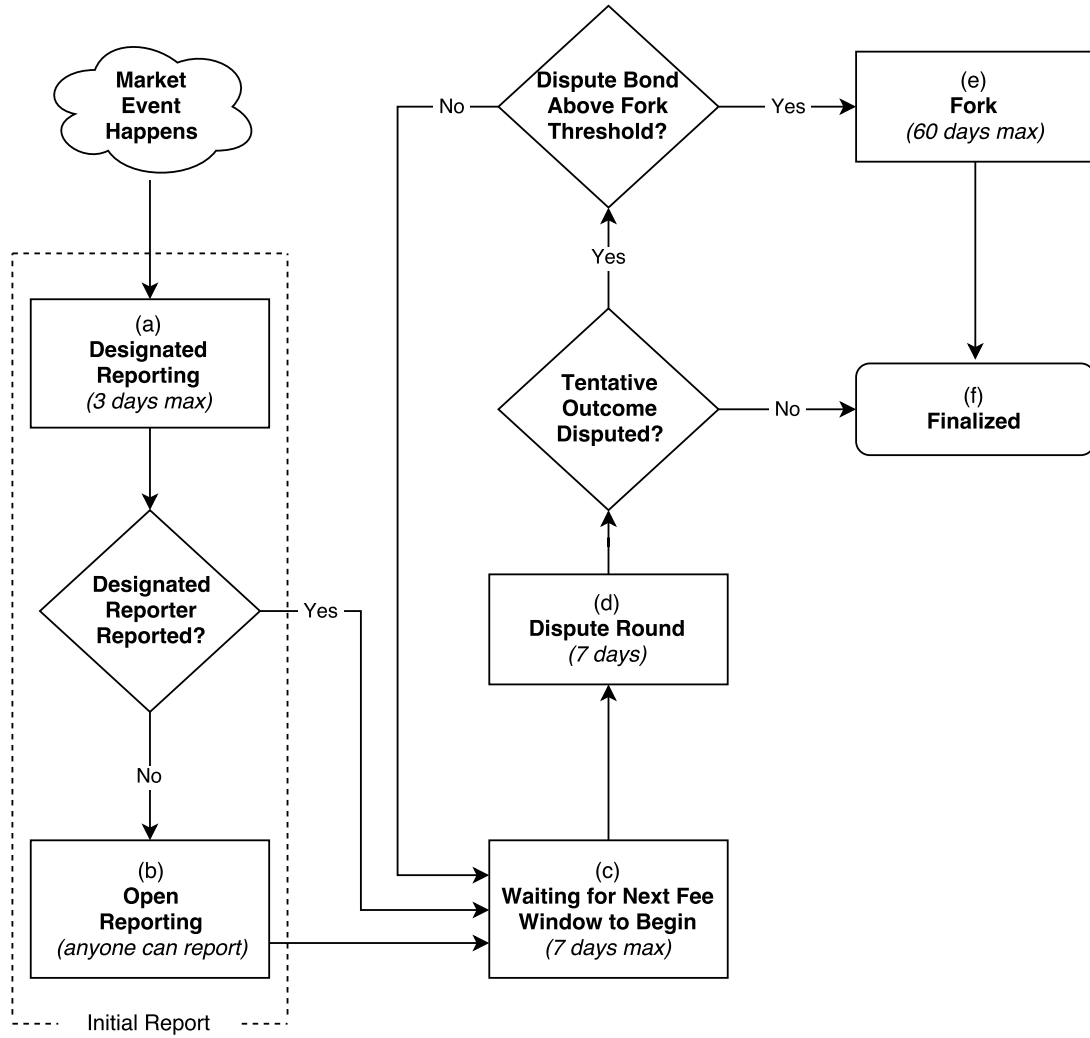 Market
Event
Happens
(a)
Designated
Reporting
(3 days max)
Designated
Reporter
Reported?
Yes
No
(b)
Open
Reporting
(anyone can report)
Initial Report
(c)
Waiting for Next Fee
Window to Begin
(7 days max)
(d)
Dispute Round
(7 days)
Tentative
Outcome
Disputed?
No
Yes
Dispute Bond
Above Fork
Threshold?
No
Yes
(e)
Fork
(60 days max)
(f)
Finalized